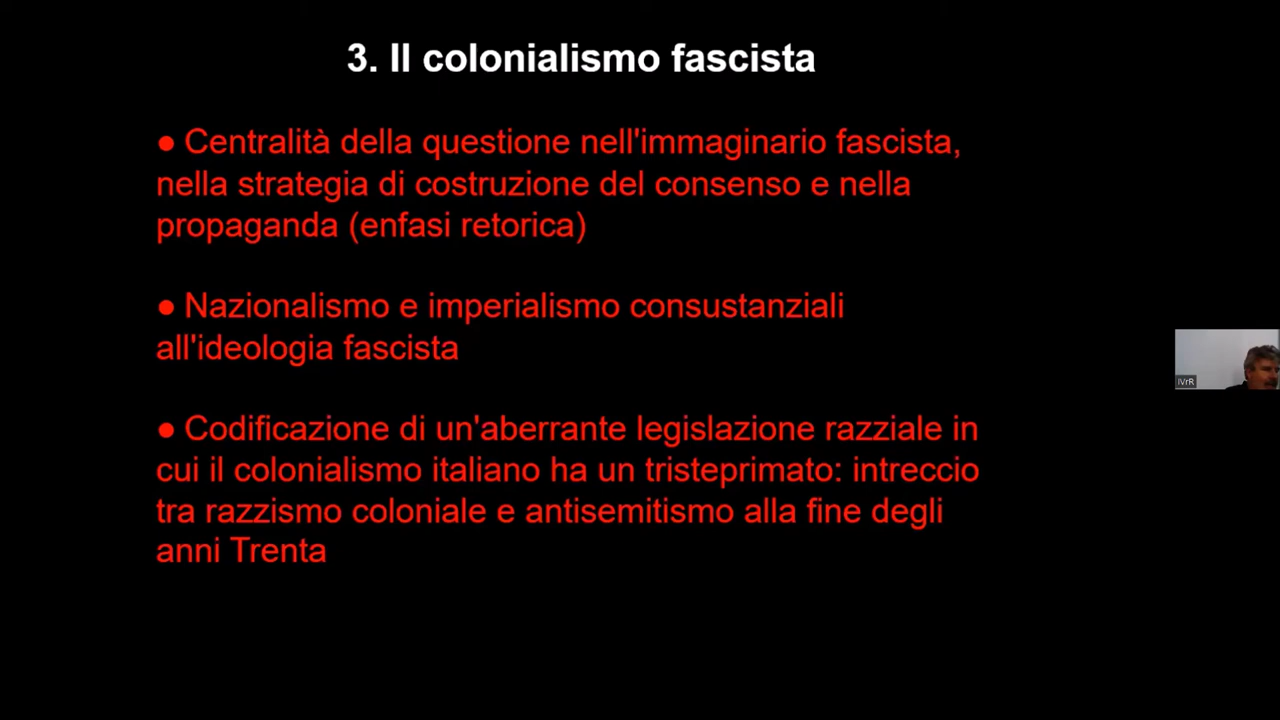 3. Il colonialismo fascista
● Centralità della questione nell'immaginario fascista,
nella strategia di costruzione del consenso e nella
propaganda (enfasi retorica)
● Nazionalismo e imperialismo consustanziali
all'ideologia fascista
● Codificazione di un'aberrante legislazione razziale in
cui il colonialismo italiano ha un tristeprimato: intreccio
tra razzismo coloniale e antisemitismo alla fine degli
anni Trenta
IVrR